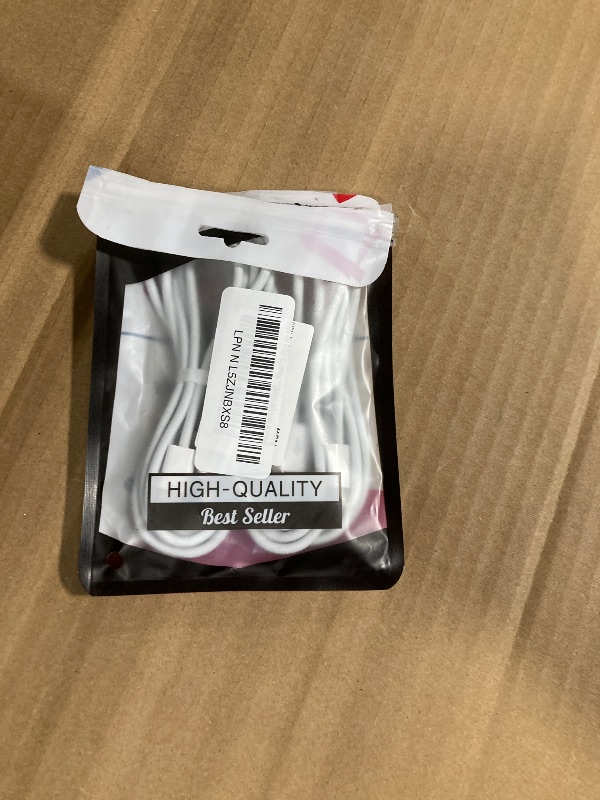 LPN N L5ZJNBXS8
HIGH-QUALITY
Best Seller